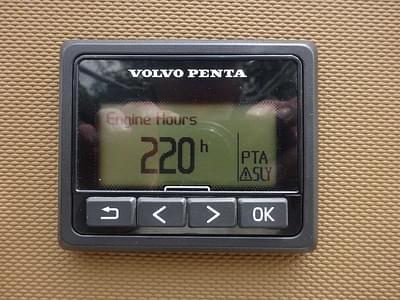 VOLVO PENTA
Engine Hours
220 h
PTA
SLY
OK